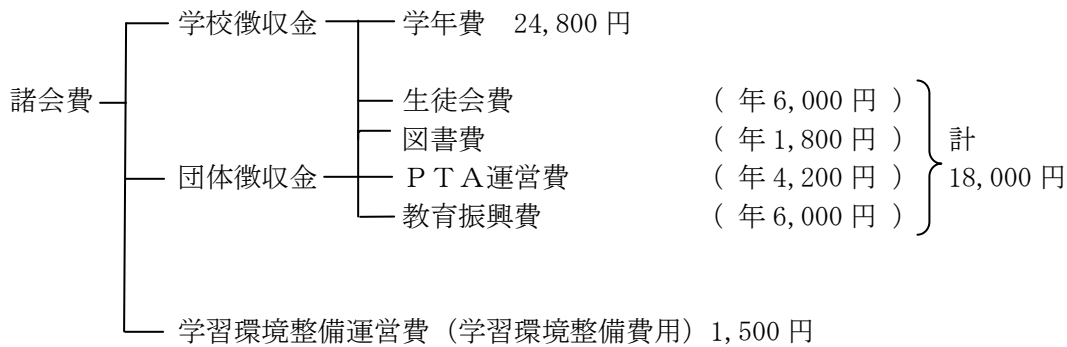 学校徴収金 学年費 24,800 円
諸会費
生徒会費 ( 年 6,000 円 )
図書費 ( 年 1,800 円 )
計
団体徴収金 PTA運営費 ( 年 4,200 円 )
18,000 円
教育振興費 ( 年 6,000 円 )
学習環境整備運営費 (学習環境整備費用) 1,500 円